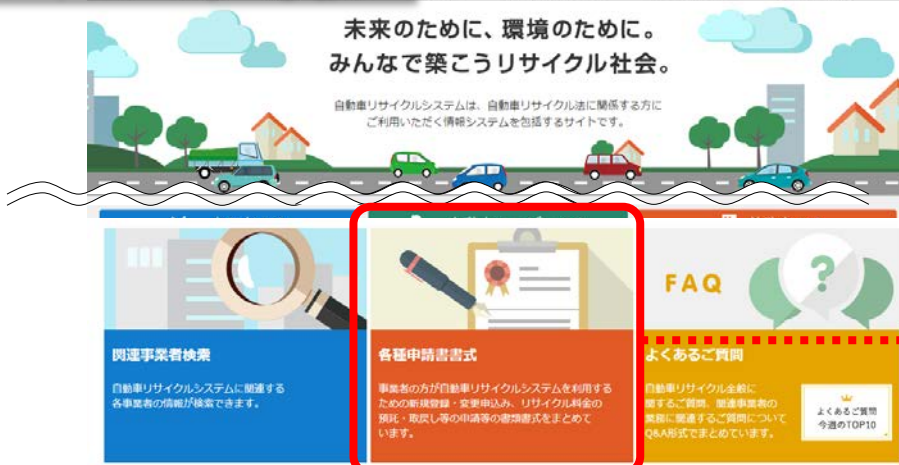 未来のために、環境のために。
みんなで築こうリサイクル社会。
自動車リサイクルシステムは、自動車リサイクル法に関係する方に
ご利用いただく情報システムを包括するサイトです。
FAQ
関連事業者検索
自動車リサイクルシステムに関連する
各事業者の情報が検索できます。
各種申請書書式
事業者の方が自動車リサイクルシステムを利用する
ための新規登録・変更申込み、リサイクル料金の
預託・取戻し等の申請等の書類書式をまとめて
います。
よくあるご質問
自動車リサイクル全般に
関するご質問、関連事業者の
業務に関連するご質問について
Q&A形式でまとめています。
よくあるご質問
今週のTOP10